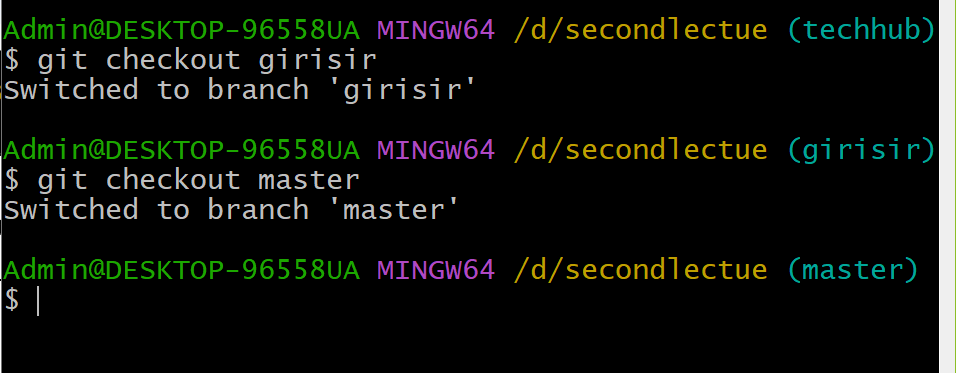 Admin@DESKTOP-96558UA MINGW64 /d/secondlectue (techhub)
$ git checkout girisir
Switched to branch 'girisir'
Admin@DESKTOP-96558UA MINGW64 /d/secondlectue (girisir)
$ git checkout master
Switched to branch 'master'
Admin@DESKTOP-96558UA MINGW64 /d/secondlectue (master)
$